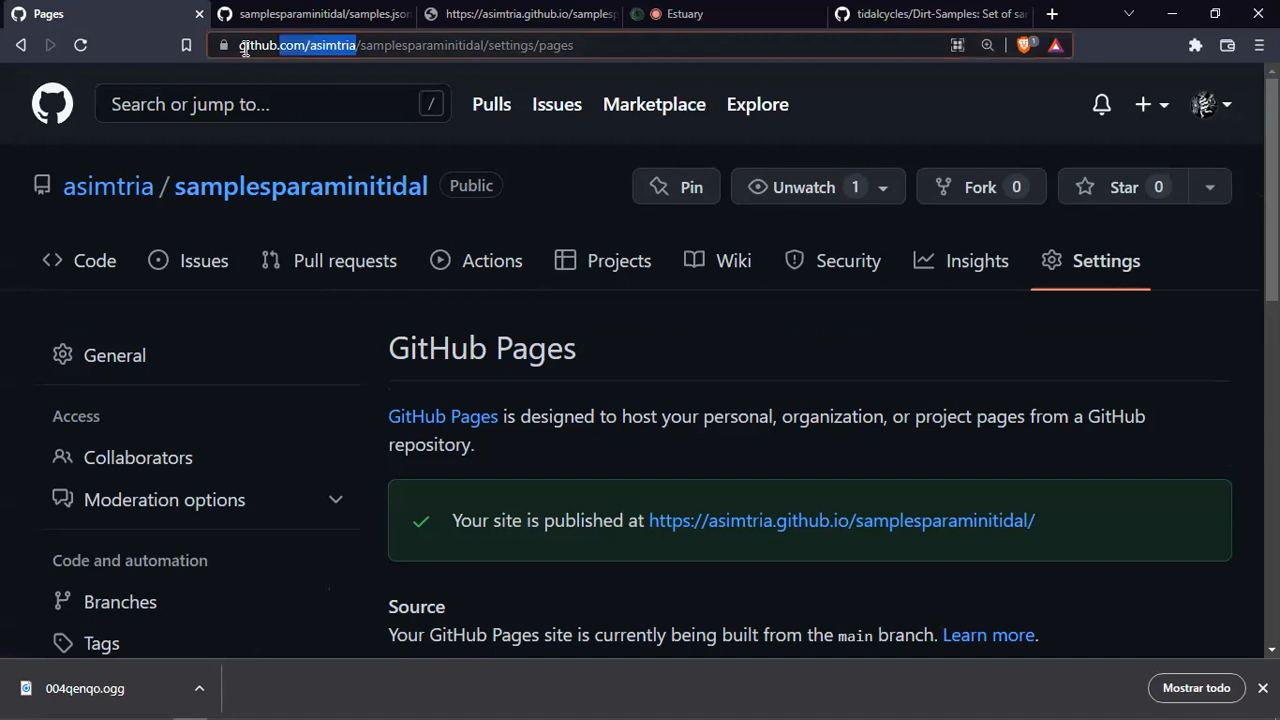 Pages
samplesparaminitidal/samples.json
https://asimtria.github.io/samplesp
Estuary
tidalcycles/Dirt-Samples: Set of sa
github.com/asimtria/samplesparaminitidal/settings/pages
1
Search or jump to...
/
Pulls
Issues
Marketplace
Explore
asimtria / samplesparaminitidal
Public
Pin
Unwatch 1
Fork 0
Star 0
Code
Issues
Pull requests
Actions
Projects
Wiki
Security
Insights
Settings
General
Access
Collaborators
Moderation options
Code and automation
Branches
Tags
GitHub Pages
GitHub Pages is designed to host your personal, organization, or project pages from a GitHub
repository.
Your site is published at https://asimtria.github.io/samplesparaminitidal/
Source
Your GitHub Pages site is currently being built from the main branch. Learn more.
004qenqo.ogg
Mostrar todo